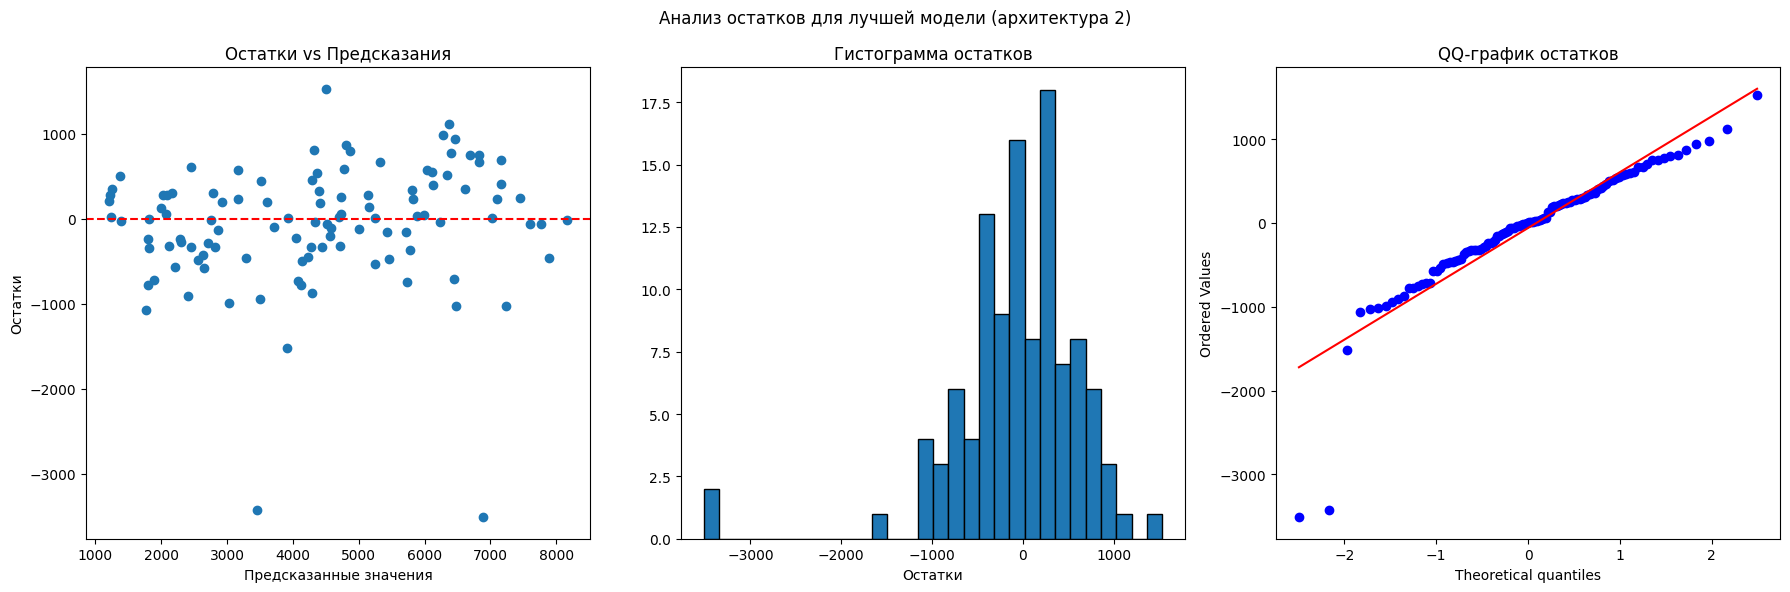 Анализ остатков для лучшей модели (архитектура 2)
Остатки vs Предсказания
1000
0
−1000
−2000
−3000
Остатки
1000 2000 3000 4000 5000 6000 7000 8000
Предсказанные значения
Гистограмма остатков
17.5
15.0
12.5
10.0
7.5
5.0
2.5
0.0
−3000 −2000 −1000 0 1000
Остатки
QQ-график остатков
1000
0
−1000
−2000
−3000
Ordered Values
−2 −1 0 1 2
Theoretical quantiles